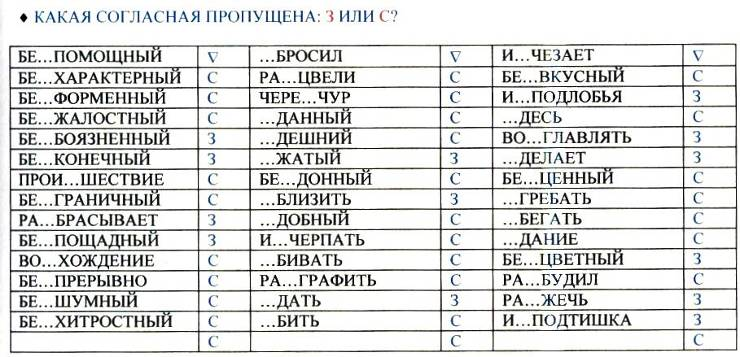 ♦ КАКАЯ СОГЛАСНАЯ ПРОПУЩЕНА: З ИЛИ С?
БЕ…ПОМОЩНЫЙ ∇ …БРОСИЛ ∇ И…ЧЕЗАЕТ ∇
БЕ…ХАРАКТЕРНЫЙ С РА…ЦВЕЛИ С БЕ…ВКУСНЫЙ С
БЕ…ФОРМЕННЫЙ С ЧЕРЕ…ЧУР С И…ПОДЛОБЬЯ З
БЕ…ЖАЛОСТНЫЙ С …ДАННЫЙ С …ДЕСЬ С
БЕ…БОЯЗНЕННЫЙ З …ДЕШНИЙ С ВО…ГЛАВЛЯТЬ З
БЕ…КОНЕЧНЫЙ З …ЖАТЫЙ З …ДЕЛАЕТ З
ПРОИ…ШЕСТВИЕ С БЕ…ДОННЫЙ С БЕ…ЦЕННЫЙ С
БЕ…ГРАНИЧНЫЙ С …БЛИЗИТЬ З …ГРЕБАТЬ С
РА…БРАСЫВАЕТ З …ДОБНЫЙ С …БЕГАТЬ С
БЕ…ПОЩАДНЫЙ З И…ЧЕРПАТЬ С …ДАНИЕ С
ВО…ХОЖДЕНИЕ С …БИВАТЬ С БЕ…ЦВЕТНЫЙ З
БЕ…ПРЕРЫВНО С РА…ГРАФИТЬ С РА…БУДИЛ С
БЕ…ШУМНЫЙ С …ДАТЬ З РА…ЖЕЧЬ З
БЕ…ХИТРОСТНЫЙ С …БИТЬ С И…ПОДТИШКА З
С С С